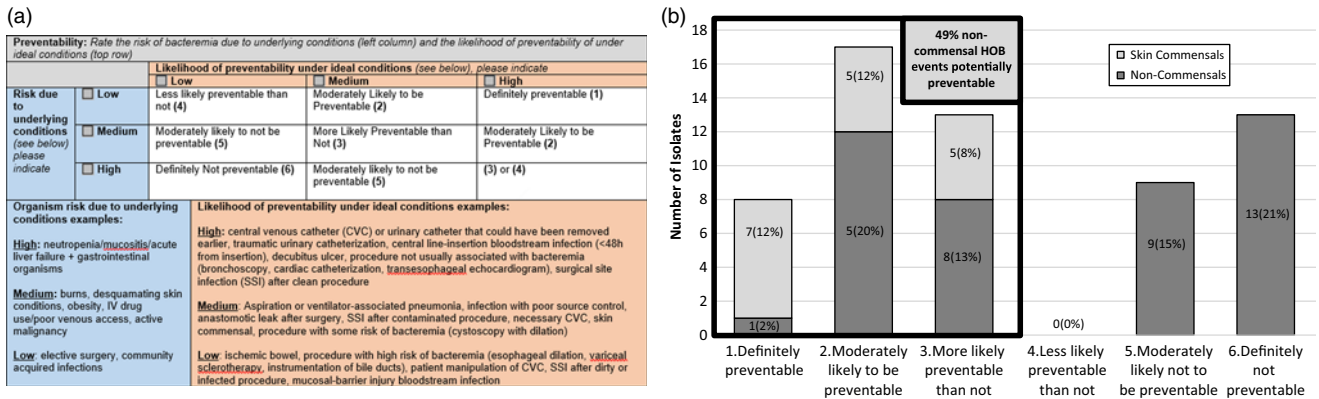 (a)
Preventability: Rate the risk of bacteremia due to underlying conditions (left column) and the likelihood of preventability of under
ideal conditions (top row)
Likelihood of preventability under ideal conditions (see below), please indicate
Low
Medium
High
Risk due
to
underlying
conditions
(see below)
please
indicate
Low
Less likely preventable than
not (4)
Moderately Likely to be
Preventable (2)
Definitely preventable (1)
Medium
Moderately likely to not be
preventable (5)
More Likely Preventable than
Not (3)
Moderately Likely to be
Preventable (2)
High
Definitely Not preventable (6)
Moderately likely to not be
preventable (5)
(3) or (4)
Organism risk due to underlying
conditions examples:
High: neutropenia/mucositis/acute
liver failure + gastrointestinal
organisms
Medium: burns, desquamating skin
conditions, obesity, IV drug
use/poor venous access, active
malignancy
Low: elective surgery, community
acquired infections
Likelihood of preventability under ideal conditions examples:
High: central venous catheter (CVC) or urinary catheter that could have been removed
earlier, traumatic urinary catheterization, central line-insertion bloodstream infection (<48h
from insertion), decubitus ulcer, procedure not usually associated with bacteremia
(bronchoscopy, cardiac catheterization, transesophageal echocardiogram), surgical site
infection (SSI) after clean procedure
Medium: Aspiration or ventilator-associated pneumonia, infection with poor source control,
anastomotic leak after surgery, SSI after contaminated procedure, necessary CVC, skin
commensal, procedure with some risk of bacteremia (cystoscopy with dilation)
Low: ischemic bowel, procedure with high risk of bacteremia (esophageal dilation, variceal
sclerotherapy, instrumentation of bile ducts), patient manipulation of CVC, SSI after dirty or
infected procedure, mucosal-barrier injury bloodstream infection
(b)
Number of Isolates
18
16
14
12
10
8
6
4
2
0
49% non-
commensal HOB
events potentially
preventable
Skin Commensals
Non-Commensals
7(12%)
1(2%)
5(12%)
5(20%)
5(8%)
8(13%)
0(0%)
9(15%)
13(21%)
1.Definitely
preventable
2.Moderately
likely to be
preventable
3.More likely
preventable
than not
4.Less likely
preventable
than not
5.Moderately
likely not to
be preventable
6.Definitely
not
preventable